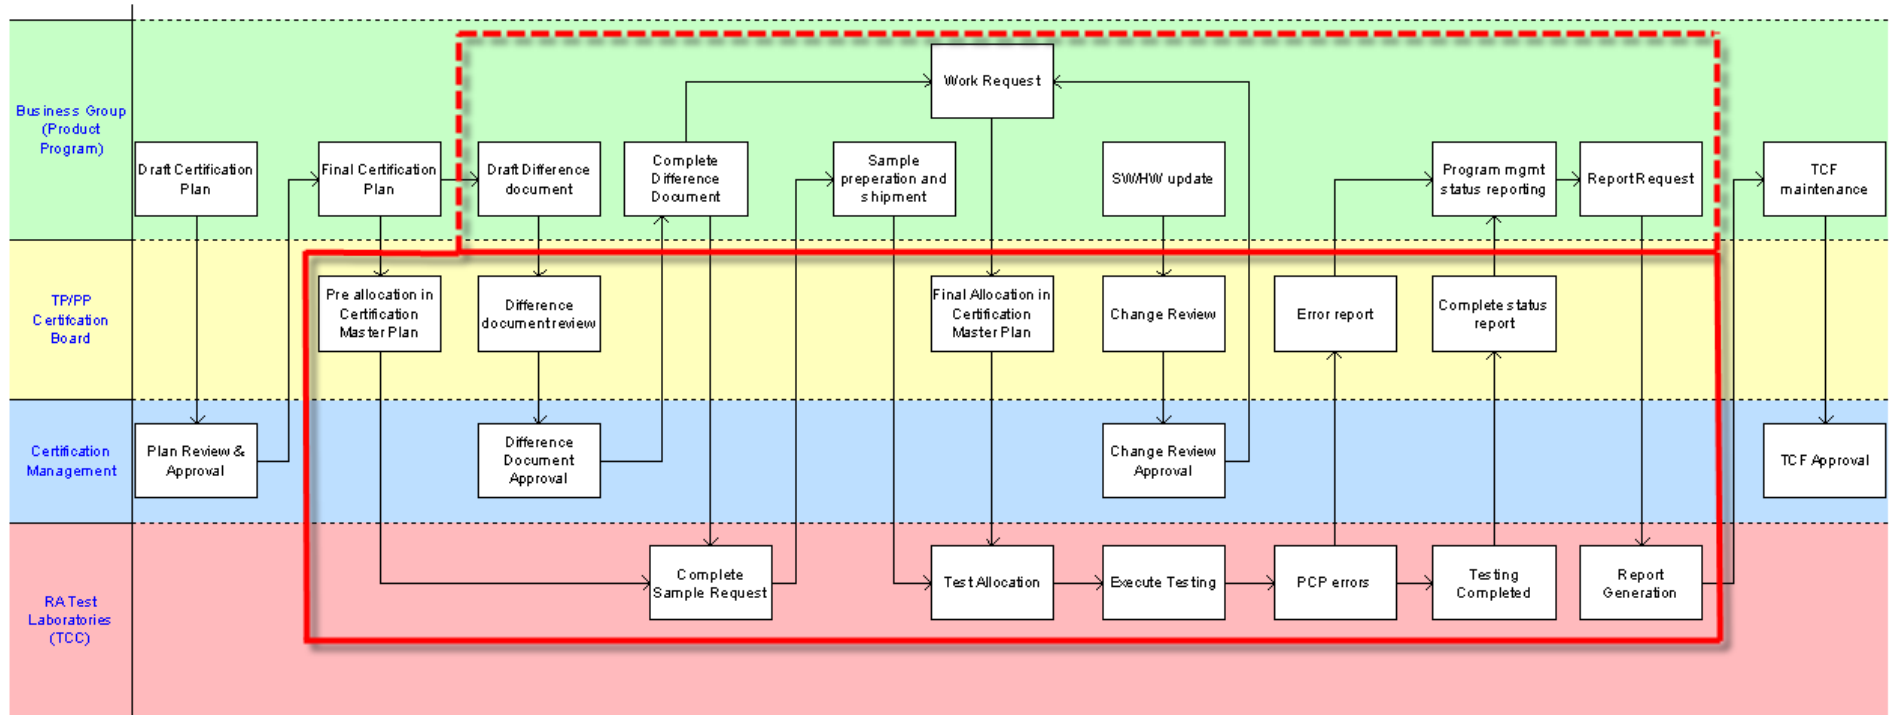 Business Group
(Product
Program)
Draft Certification
Plan
Final Certification
Plan
Draft Difference
document
Complete
Difference
Document
Work Request
Sample
preperation and
shipment
SW/HW update
Program mgmt
status reporting
Report Request
TCF
maintenance
TP/PP
Certifcation
Board
Pre allocation in
Certification
Master Plan
Difference
document review
Final Allocation in
Certification
Master Plan
Change Review
Error report
Complete status
report
Certification
Management
Plan Review &
Approval
Difference
Document
Approval
Change Review
Approval
TCF Approval
RA Test
Laboratories
(TCC)
Complete
Sample Request
Test Allocation
Execute Testing
PCP errors
Testing
Completed
Report
Generation